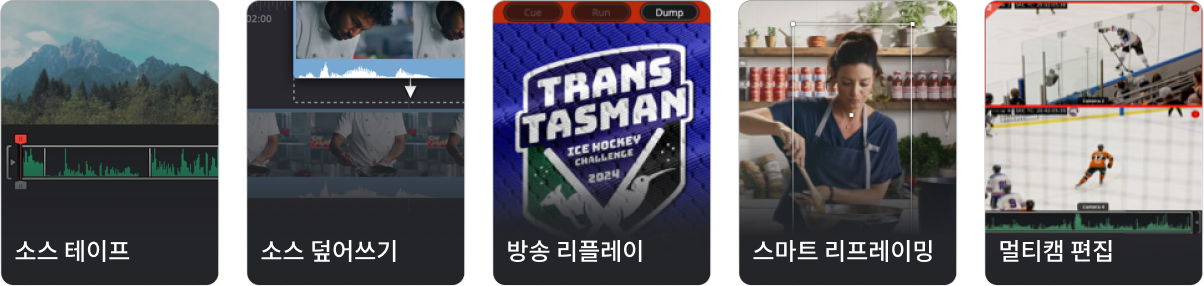 02:00
소스 테이프
소스 덮어쓰기
Cue Run Dump
TRANS
TASMAN
ICE HOCKEY
CHALLENGE
2024
방송 리플레이
스마트 리프레이밍
Camera 2
Camera 4
멀티캠 편집